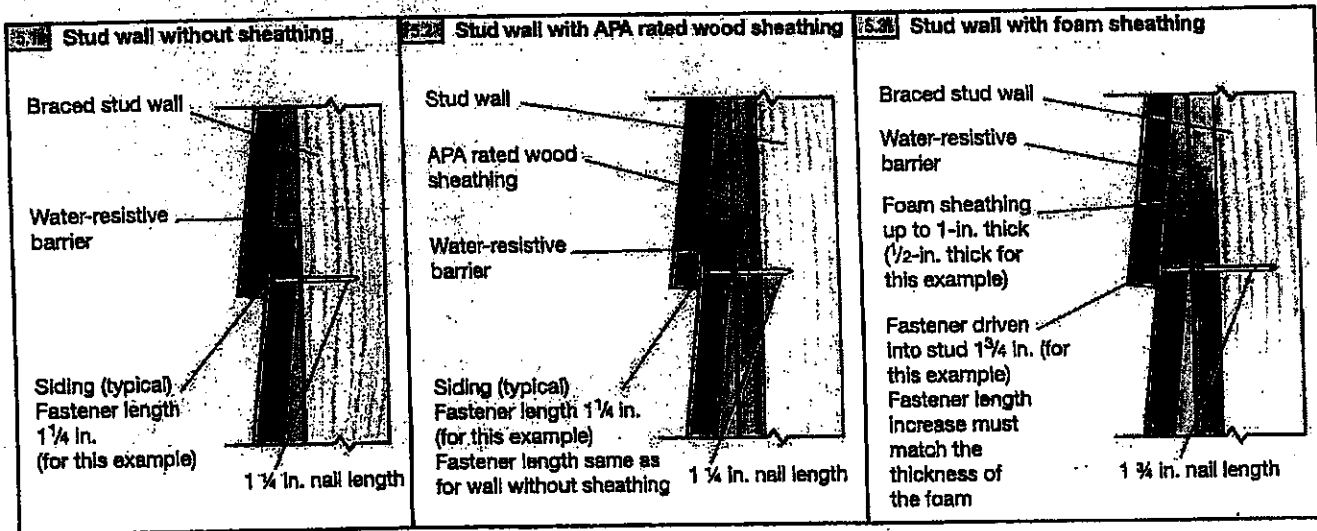 Stud wall without sheathing
Braced stud wall
Water-resistive
barrier
Siding (typical)
Fastener length
1 1/4 in.
(for this example)
1 1/4 in. nail length
Stud wall with APA rated wood sheathing
Stud wall
APA rated wood
sheathing
Water-resistive
barrier
Siding (typical)
Fastener length 1 1/4 in.
(for this example)
Fastener length same as
for wall without sheathing
1 1/4 in. nail length
Stud wall with foam sheathing
Braced stud wall
Water-resistive
barrier
Foam sheathing
up to 1-in. thick
(1/2-in. thick for
this example)
Fastener driven
into stud 1 3/4 in. (for
this example)
Fastener length
increase must
match the
thickness of
the foam
1 3/4 in. nail length